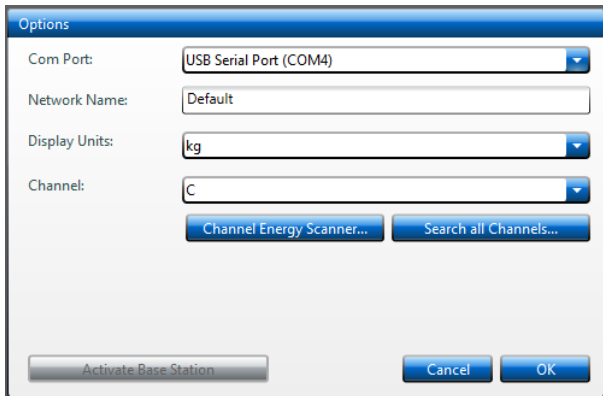 Options
Com Port: USB Serial Port (COM4)
Network Name: Default
Display Units: kg
Channel: C
Channel Energy Scanner... Search all Channels...
Activate Base Station Cancel OK